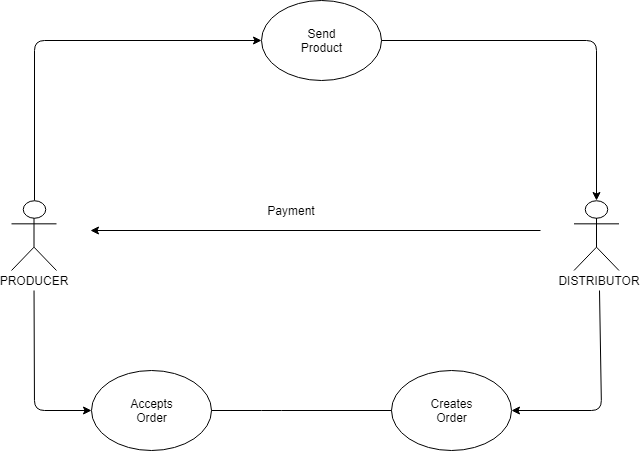 Send
Product
Payment
PRODUCER
DISTRIBUTOR
Accepts
Order
Creates
Order